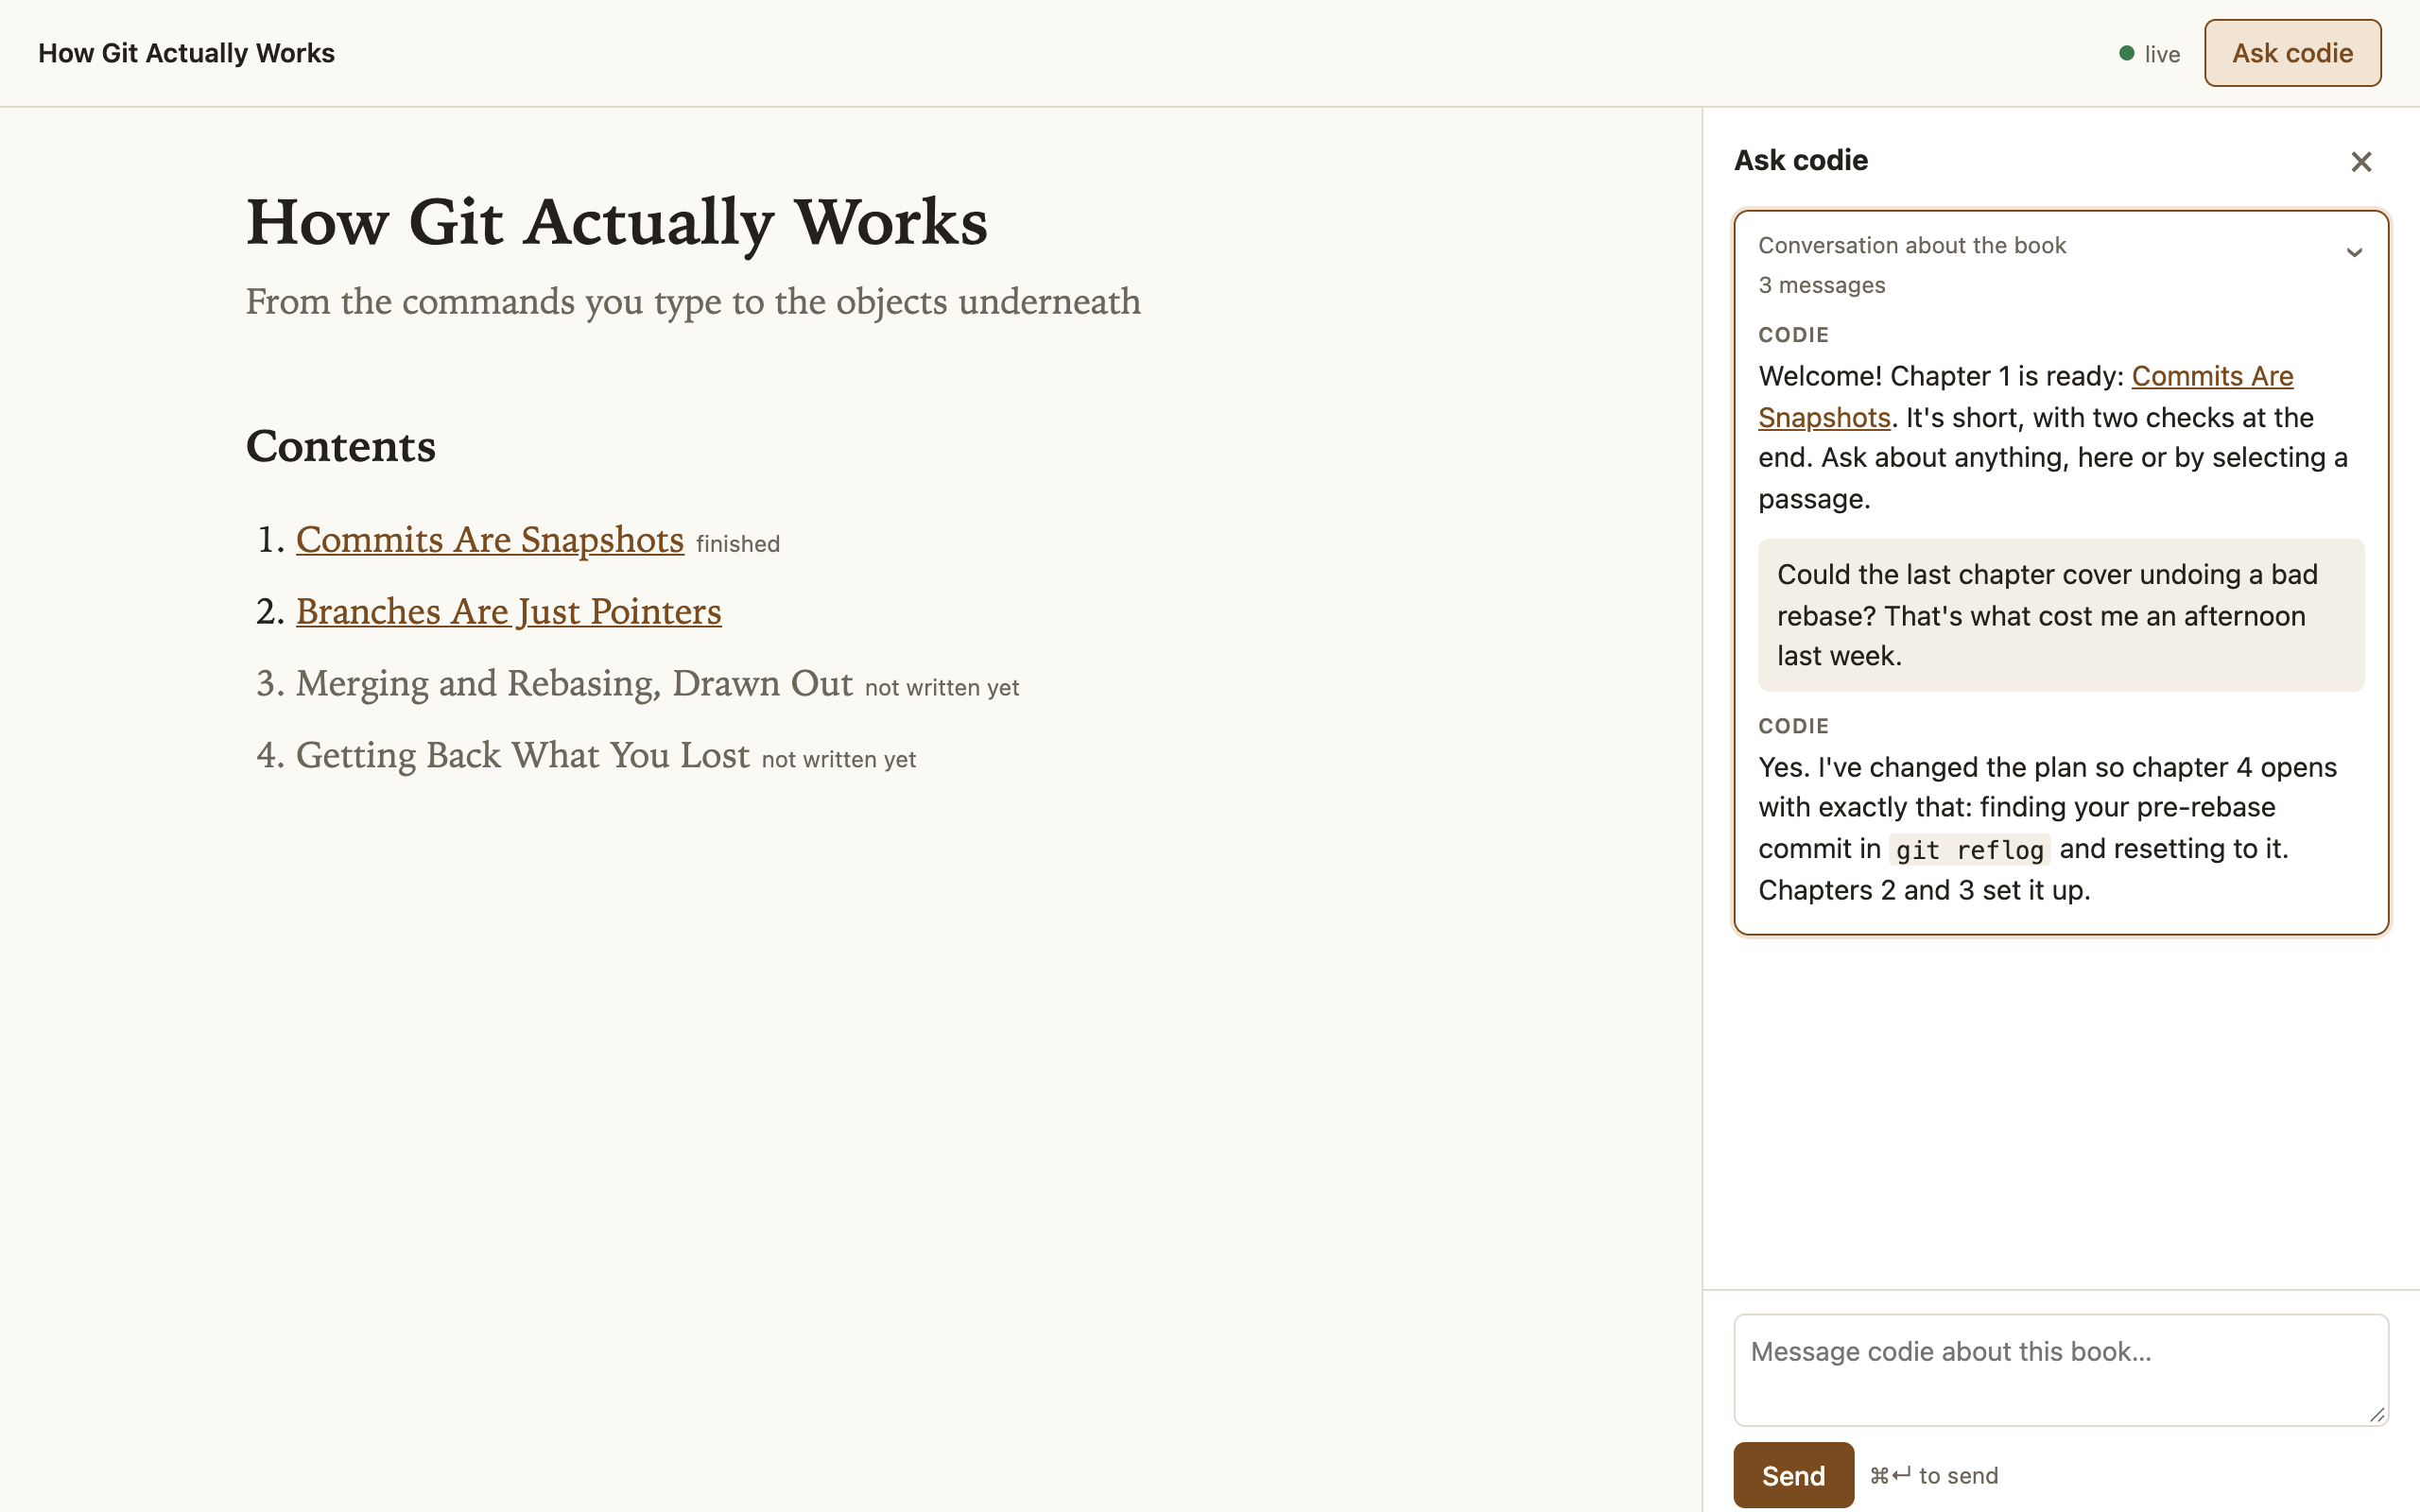 How Git Actually Works
live
Ask codie
How Git Actually Works
From the commands you type to the objects underneath
Contents
1. Commits Are Snapshots finished
2. Branches Are Just Pointers
3. Merging and Rebasing, Drawn Out not written yet
4. Getting Back What You Lost not written yet
Ask codie
Conversation about the book
3 messages
CODIE
Welcome! Chapter 1 is ready: Commits Are
Snapshots. It's short, with two checks at the
end. Ask about anything, here or by selecting a
passage.
Could the last chapter cover undoing a bad
rebase? That's what cost me an afternoon
last week.
CODIE
Yes. I've changed the plan so chapter 4 opens
with exactly that: finding your pre-rebase
commit in git reflog and resetting to it.
Chapters 2 and 3 set it up.
Message codie about this book...
Send
⌘↵ to send